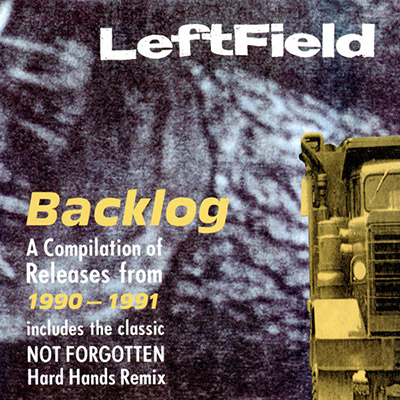 LeftField
Backlog
A Compilation of
Releases from
1990 – 1991
includes the classic
NOT FORGOTTEN
Hard Hands Remix